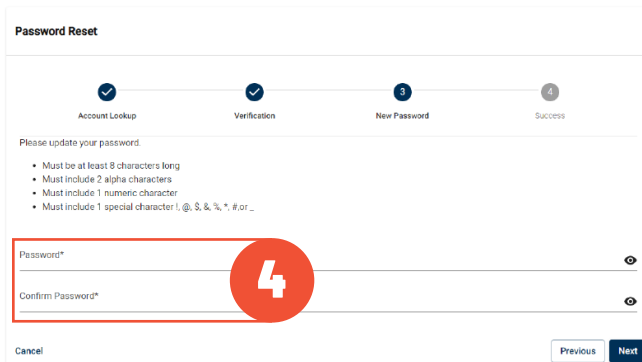 Password Reset
3
4
Account Lookup
Verification
New Password
Success
Please update your password.
• Must be at least 8 characters long
• Must include 2 alpha characters
• Must include 1 numeric character
• Must include 1 special character !, @, $, &, %, *, #,or _
Password*
4
Confirm Password*
Cancel
Previous
Next